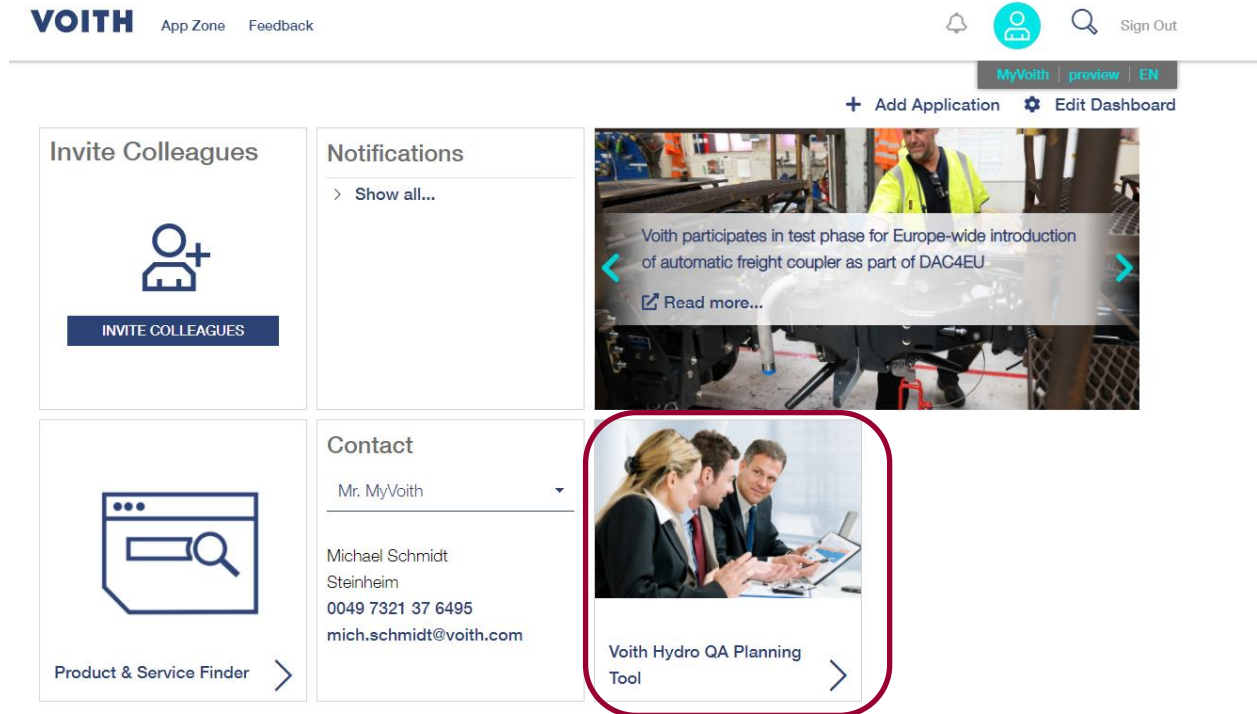 VOITH App Zone Feedback Sign Out
MyVoith | preview | EN
+ Add Application Edit Dashboard
Invite Colleagues
INVITE COLLEAGUES
Notifications
> Show all...
Voith participates in test phase for Europe-wide introduction
of automatic freight coupler as part of DAC4EU
Read more...
Product & Service Finder
Contact
Mr. MyVoith
Michael Schmidt
Steinheim
0049 7321 37 6495
mich.schmidt@voith.com
Voith Hydro QA Planning
Tool